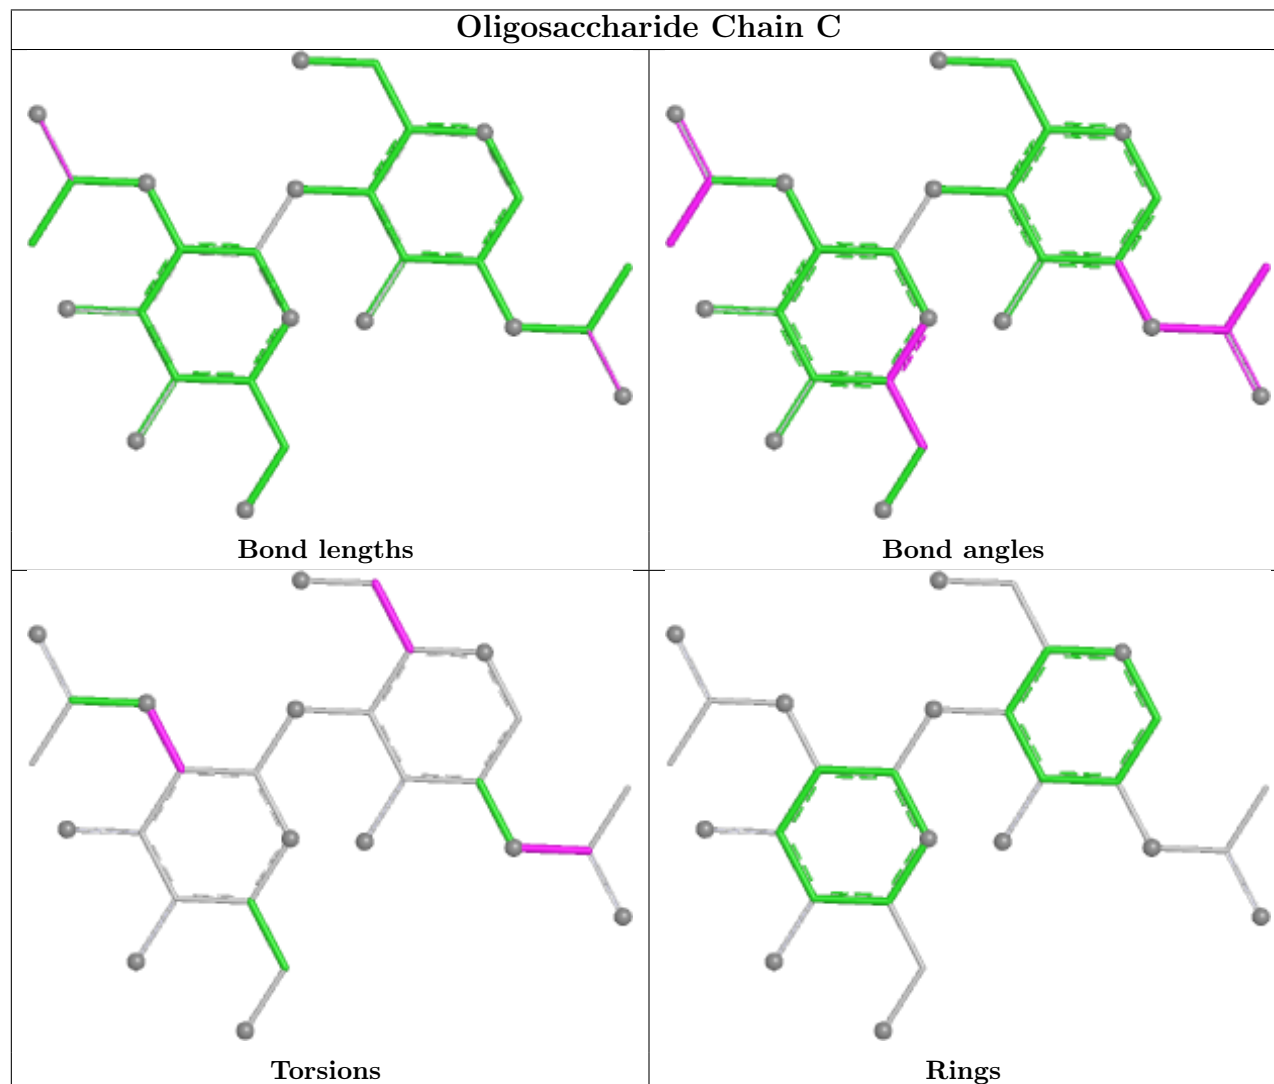 Oligosaccharide Chain C
Bond lengths
Bond angles
Torsions
Rings